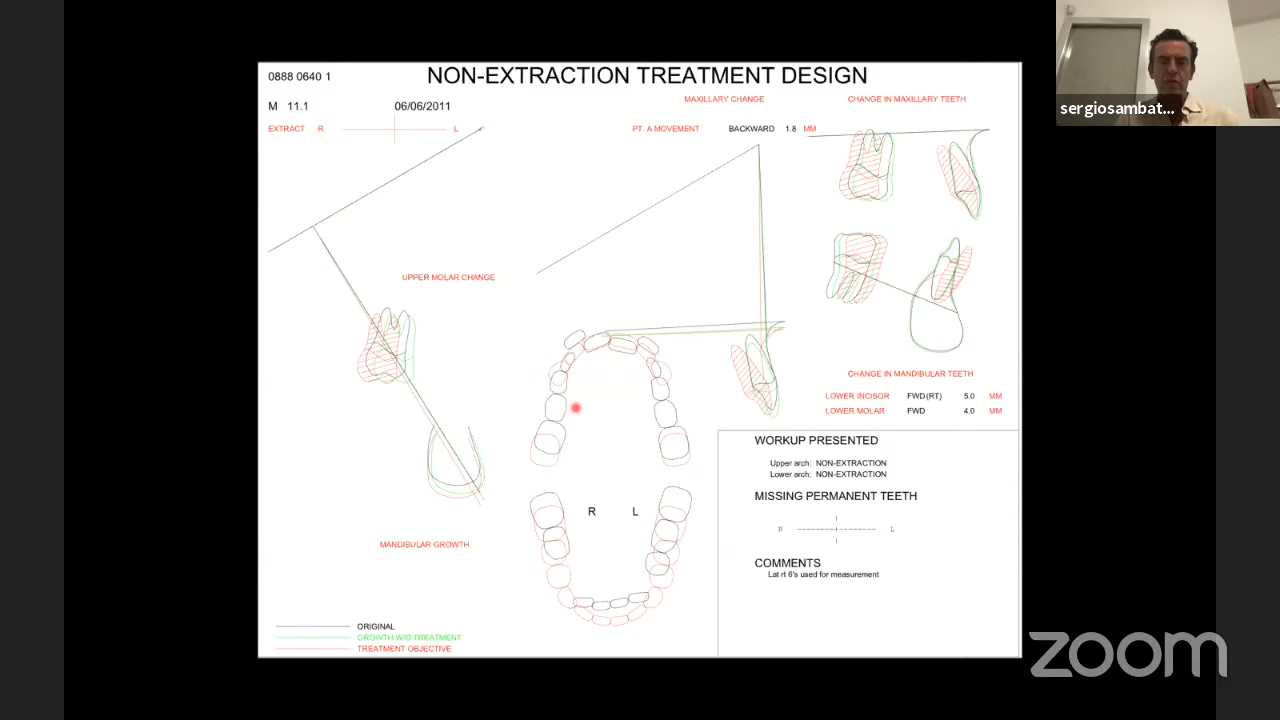 sergiosambat...
0888 0640 1
NON-EXTRACTION TREATMENT DESIGN
M 11.1
06/06/2011
MAXILLARY CHANGE
CHANGE IN MAXILLARY TEETH
EXTRACT R L
PT. A MOVEMENT BACKWARD 1.8 MM
UPPER MOLAR CHANGE
CHANGE IN MANDIBULAR TEETH
LOWER INCISOR FWD(RT) 5.0 MM
LOWER MOLAR FWD 4.0 MM
WORKUP PRESENTED
Upper arch: NON-EXTRACTION
Lower arch: NON-EXTRACTION
MISSING PERMANENT TEETH
R L
R L
MANDIBULAR GROWTH
COMMENTS
Lat rt 6's used for measurement
ORIGINAL
GROWTH W/O TREATMENT
TREATMENT OBJECTIVE
zoom